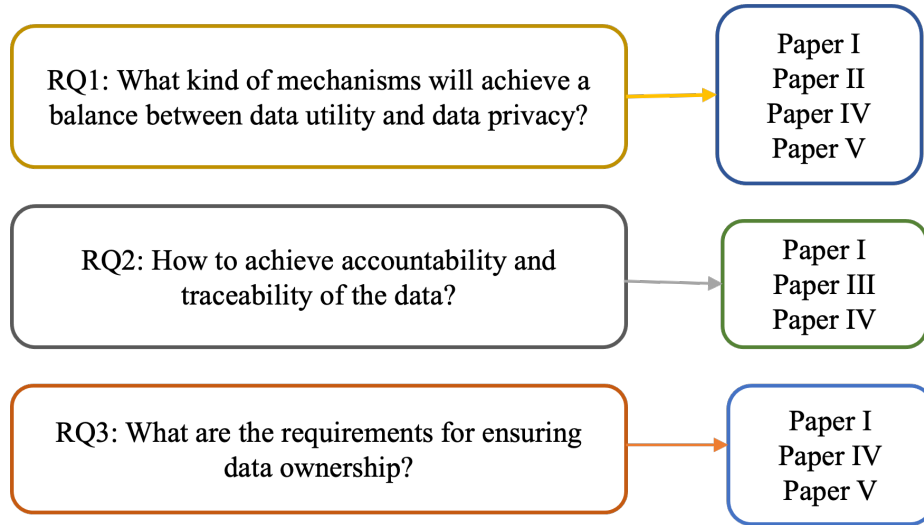 RQ1: What kind of mechanisms will achieve a
balance between data utility and data privacy?
Paper I
Paper II
Paper IV
Paper V
RQ2: How to achieve accountability and
traceability of the data?
Paper I
Paper III
Paper IV
RQ3: What are the requirements for ensuring
data ownership?
Paper I
Paper IV
Paper V